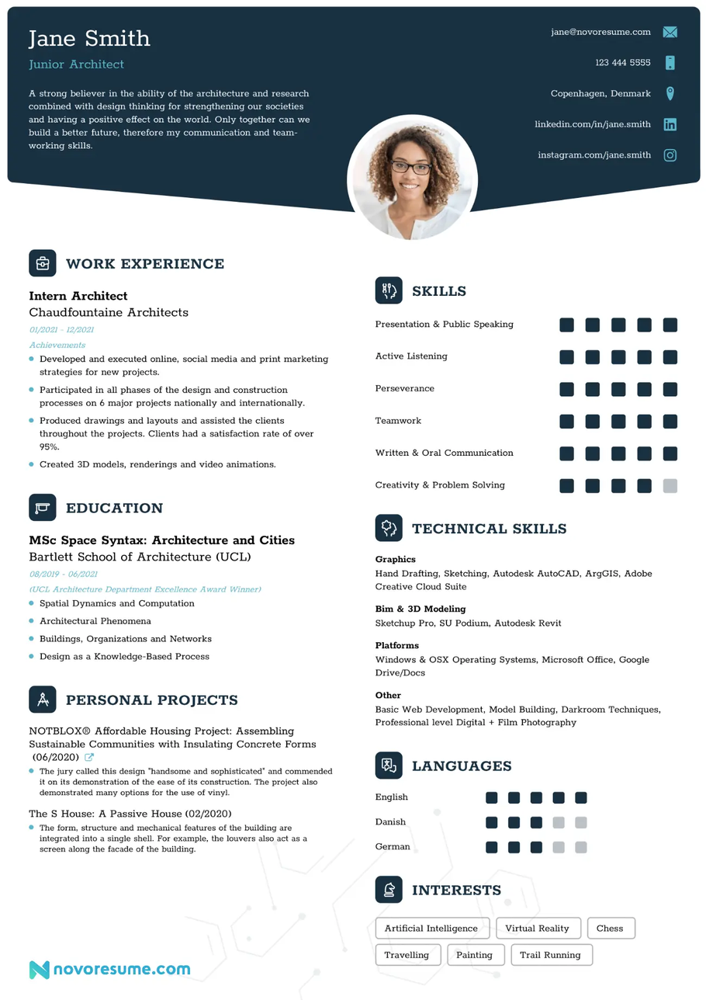 Jane Smith
Junior Architect
A strong believer in the ability of the architecture and research
combined with design thinking for strengthening our societies
and having a positive effect on the world. Only together can we
build a better future, therefore my communication and team-
working skills.
jane@novoresume.com
123 444 5555
Copenhagen, Denmark
linkedin.com/in/jane.smith
instagram.com/jane.smith
WORK EXPERIENCE
Intern Architect
Chaudfountaine Architects
01/2021 - 12/2021
Achievements
Developed and executed online, social media and print marketing
strategies for new projects.
Participated in all phases of the design and construction
processes on 6 major projects nationally and internationally.
Produced drawings and layouts and assisted the clients
throughout the projects. Clients had a satisfaction rate of over
95%.
Created 3D models, renderings and video animations.
EDUCATION
MSc Space Syntax: Architecture and Cities
Bartlett School of Architecture (UCL)
08/2019 - 06/2021
(UCL Architecture Department Excellence Award Winner)
Spatial Dynamics and Computation
Architectural Phenomena
Buildings, Organizations and Networks
Design as a Knowledge-Based Process
PERSONAL PROJECTS
NOTBLOX® Affordable Housing Project: Assembling
Sustainable Communities with Insulating Concrete Forms
(06/2020)
The jury called this design "handsome and sophisticated" and commended
it on its demonstration of the ease of its construction. The project also
demonstrated many options for the use of vinyl.
The S House: A Passive House (02/2020)
The form, structure and mechanical features of the building are
integrated into a single shell. For example, the louvers also act as a
screen along the facade of the building.
SKILLS
Presentation & Public Speaking
Active Listening
Perseverance
Teamwork
Written & Oral Communication
Creativity & Problem Solving
TECHNICAL SKILLS
Graphics
Hand Drafting, Sketching, Autodesk AutoCAD, ArgGIS, Adobe
Creative Cloud Suite
Bim & 3D Modeling
Sketchup Pro, SU Podium, Autodesk Revit
Platforms
Windows & OSX Operating Systems, Microsoft Office, Google
Drive/Docs
Other
Basic Web Development, Model Building, Darkroom Techniques,
Professional level Digital + Film Photography
LANGUAGES
English
Danish
German
INTERESTS
Artificial Intelligence
Virtual Reality
Chess
Travelling
Painting
Trail Running
novoresume.com